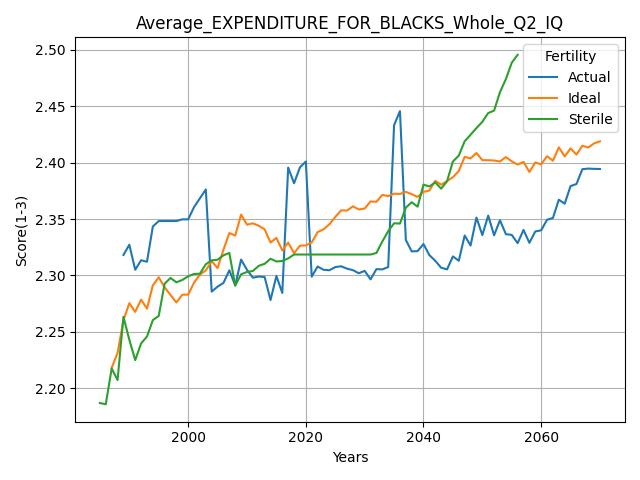 Average_EXPENDITURE_FOR_BLACKS_Whole_Q2_IQ
Fertility
Actual
Ideal
Sterile
Score(1-3)
2.50
2.45
2.40
2.35
2.30
2.25
2.20
2000 2020 2040 2060
Years